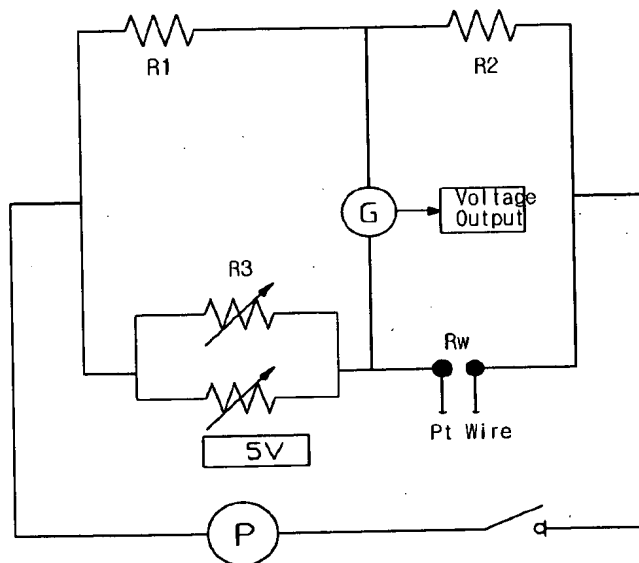 R1
R2
G
Voltage
Output
R3
Rw
Pt Wire
5V
P